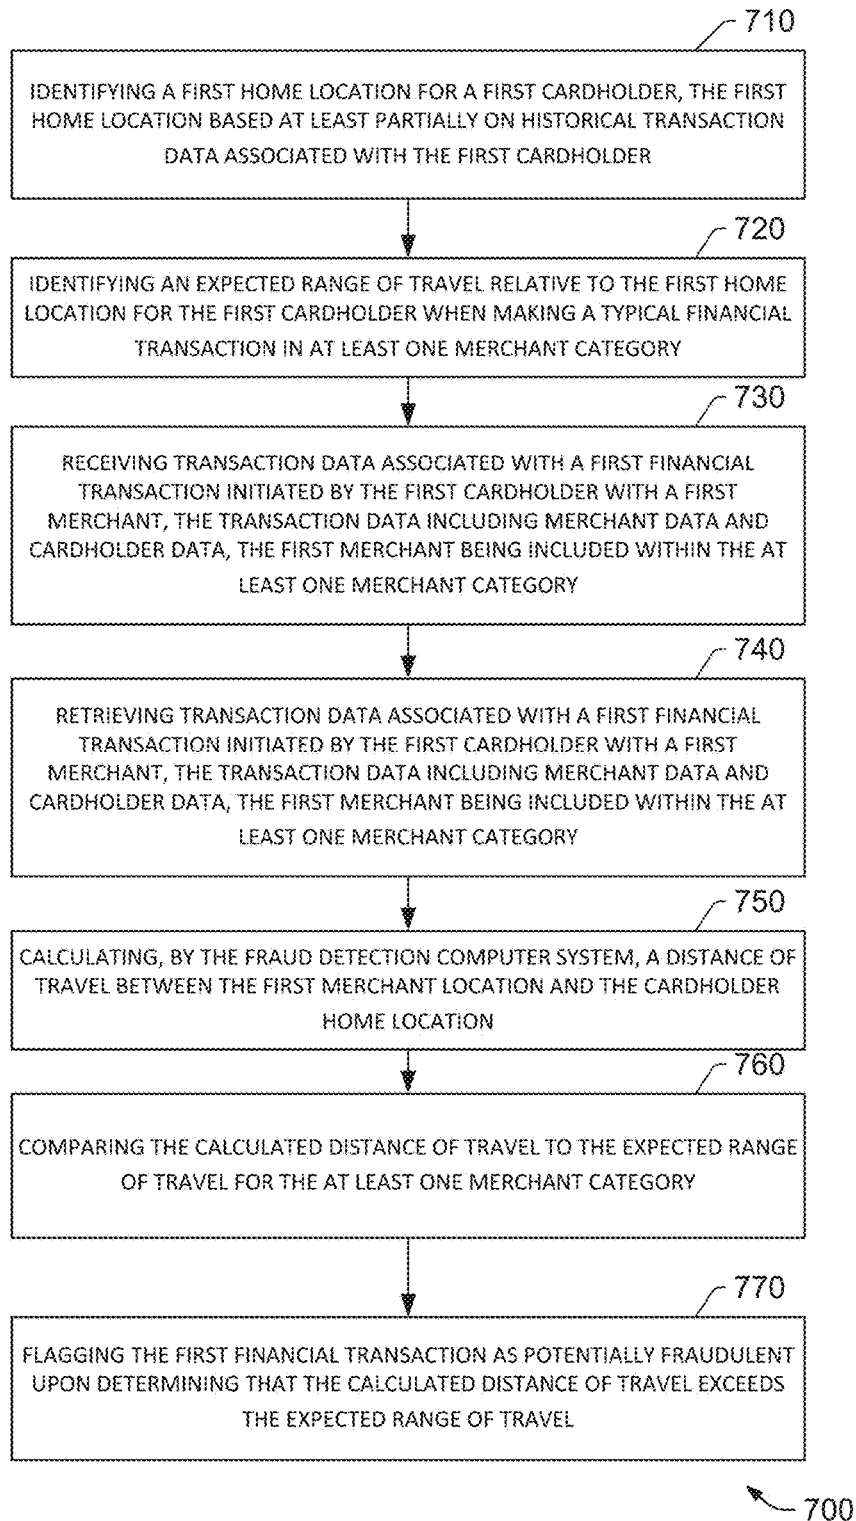 710
IDENTIFYING A FIRST HOME LOCATION FOR A FIRST CARDHOLDER, THE FIRST
HOME LOCATION BASED AT LEAST PARTIALLY ON HISTORICAL TRANSACTION
DATA ASSOCIATED WITH THE FIRST CARDHOLDER
720
IDENTIFYING AN EXPECTED RANGE OF TRAVEL RELATIVE TO THE FIRST HOME
LOCATION FOR THE FIRST CARDHOLDER WHEN MAKING A TYPICAL FINANCIAL
TRANSACTION IN AT LEAST ONE MERCHANT CATEGORY
730
RECEIVING TRANSACTION DATA ASSOCIATED WITH A FIRST FINANCIAL
TRANSACTION INITIATED BY THE FIRST CARDHOLDER WITH A FIRST
MERCHANT, THE TRANSACTION DATA INCLUDING MERCHANT DATA AND
CARDHOLDER DATA, THE FIRST MERCHANT BEING INCLUDED WITHIN THE AT
LEAST ONE MERCHANT CATEGORY
740
RETRIEVING TRANSACTION DATA ASSOCIATED WITH A FIRST FINANCIAL
TRANSACTION INITIATED BY THE FIRST CARDHOLDER WITH A FIRST
MERCHANT, THE TRANSACTION DATA INCLUDING MERCHANT DATA AND
CARDHOLDER DATA, THE FIRST MERCHANT BEING INCLUDED WITHIN THE AT
LEAST ONE MERCHANT CATEGORY
750
CALCULATING, BY THE FRAUD DETECTION COMPUTER SYSTEM, A DISTANCE OF
TRAVEL BETWEEN THE FIRST MERCHANT LOCATION AND THE CARDHOLDER
HOME LOCATION
760
COMPARING THE CALCULATED DISTANCE OF TRAVEL TO THE EXPECTED RANGE
OF TRAVEL FOR THE AT LEAST ONE MERCHANT CATEGORY
770
FLAGGING THE FIRST FINANCIAL TRANSACTION AS POTENTIALLY FRAUDULENT
UPON DETERMINING THAT THE CALCULATED DISTANCE OF TRAVEL EXCEEDS
THE EXPECTED RANGE OF TRAVEL
700